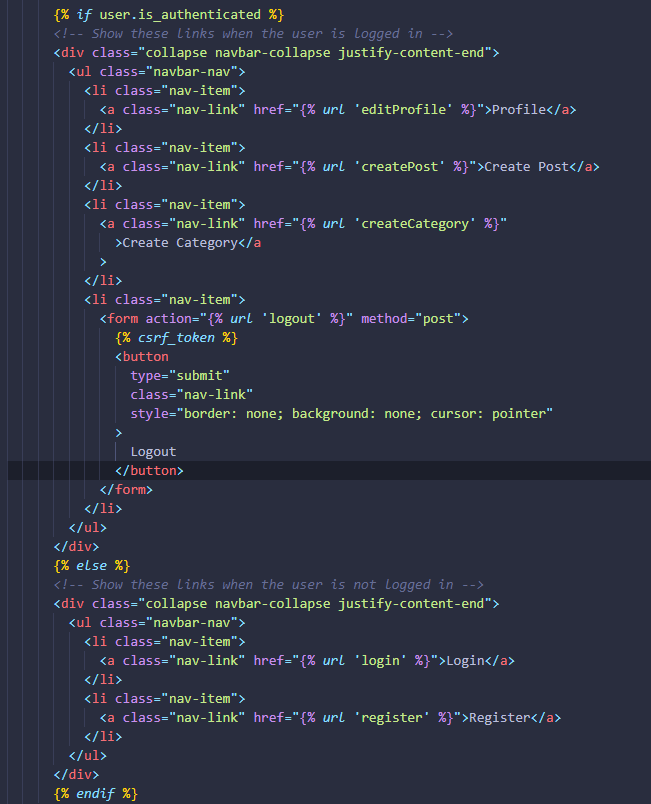 {% if user.is_authenticated %}
<!-- Show these links when the user is logged in -->
<div class="collapse navbar-collapse justify-content-end">
<ul class="navbar-nav">
<li class="nav-item">
<a class="nav-link" href="{% url 'editProfile' %}">Profile</a>
</li>
<li class="nav-item">
<a class="nav-link" href="{% url 'createPost' %}">Create Post</a>
</li>
<li class="nav-item">
<a class="nav-link" href="{% url 'createCategory' %}"
>Create Category</a
>
</li>
<li class="nav-item">
<form action="{% url 'logout' %}" method="post">
{% csrf_token %}
<button
type="submit"
class="nav-link"
style="border: none; background: none; cursor: pointer"
>
Logout
</button>
</form>
</li>
</ul>
</div>
{% else %}
<!-- Show these links when the user is not logged in -->
<div class="collapse navbar-collapse justify-content-end">
<ul class="navbar-nav">
<li class="nav-item">
<a class="nav-link" href="{% url 'login' %}">Login</a>
</li>
<li class="nav-item">
<a class="nav-link" href="{% url 'register' %}">Register</a>
</li>
</ul>
</div>
{% endif %}